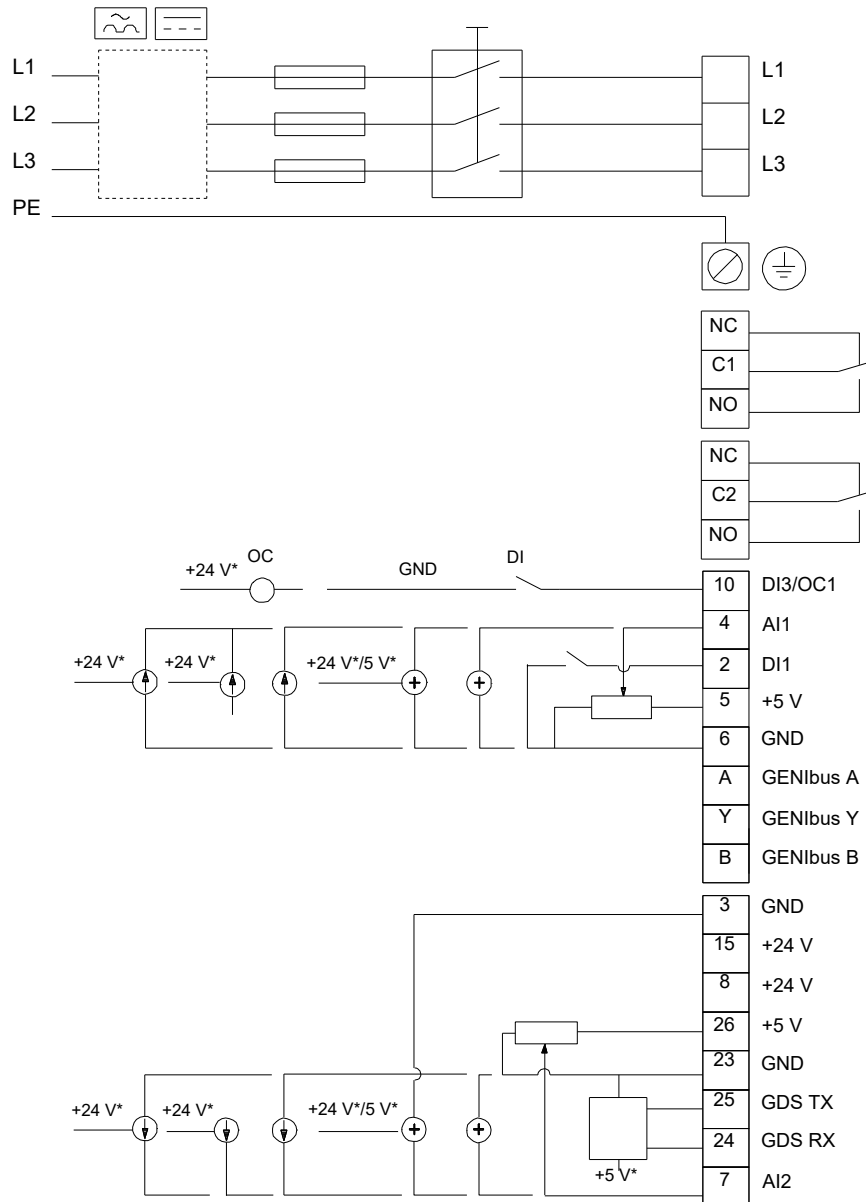 L1
L1
L2
L2
L3
L3
PE
NC
C1
NO
NC
C2
NO
+24 V*
OC
GND
DI
10
DI3/OC1
4
AI1
+24 V*
+24 V*
+24 V*/5 V*
2
DI1
5
+5 V
6
GND
A
GENIbus A
Y
GENIbus Y
B
GENIbus B
3
GND
15
+24 V
8
+24 V
26
+5 V
23
GND
+24 V*
+24 V*
+24 V*/5 V*
25
GDS TX
24
GDS RX
+5 V*
7
AI2